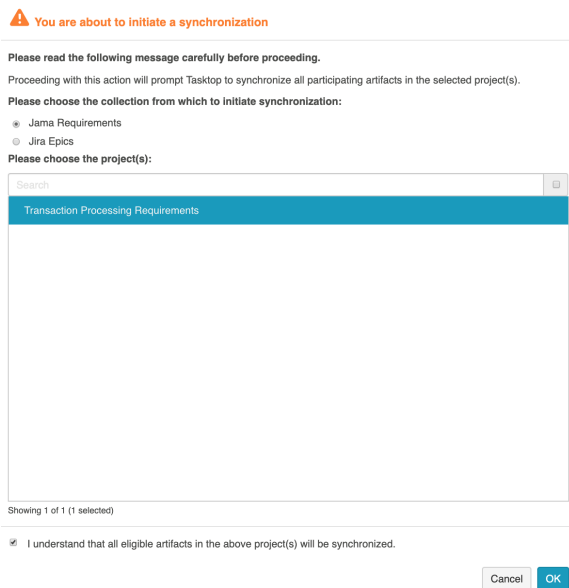 You are about to initiate a synchronization
Please read the following message carefully before proceeding.
Proceeding with this action will prompt Tasktop to synchronize all participating artifacts in the selected project(s).
Please choose the collection from which to initiate synchronization:
Jama Requirements
Jira Epics
Please choose the project(s):
Search
Transaction Processing Requirements
Showing 1 of 1 (1 selected)
I understand that all eligible artifacts in the above project(s) will be synchronized.
Cancel OK